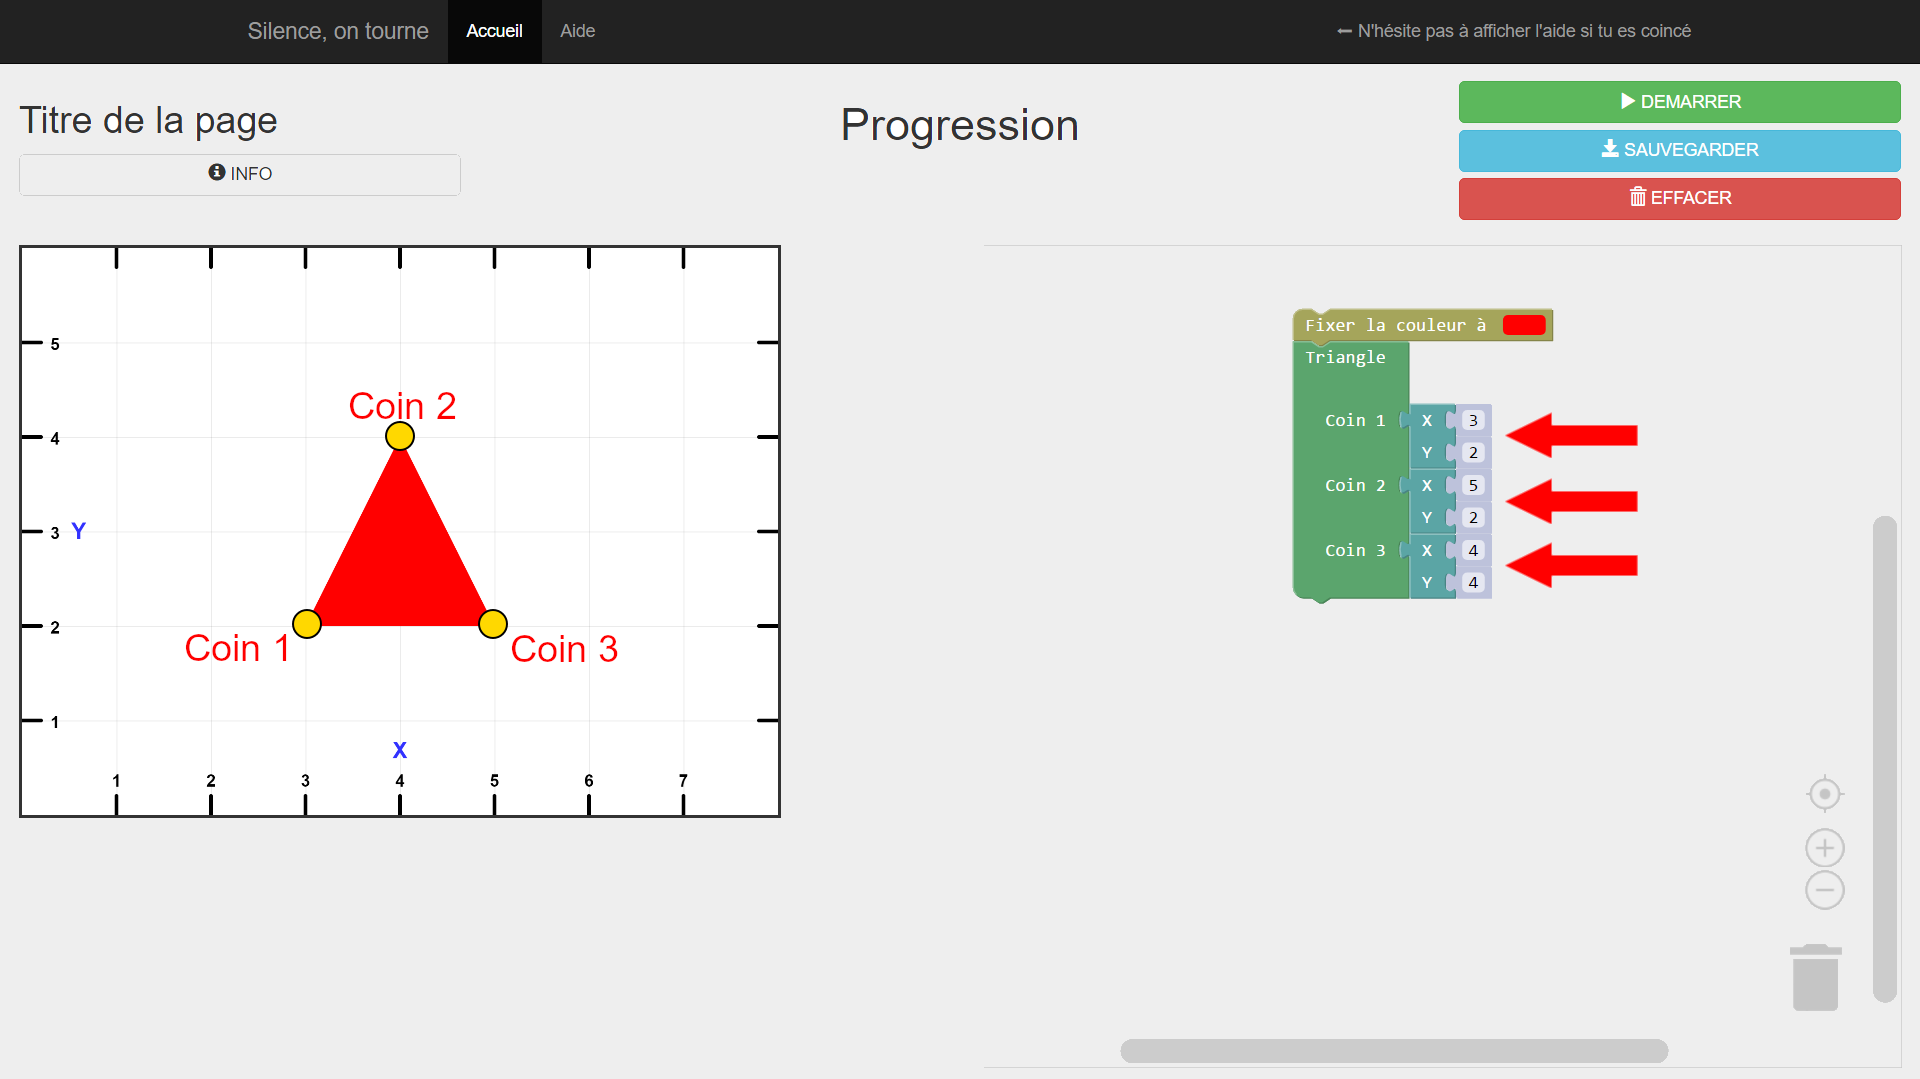 Silence, on tourne Accueil Aide N'hésite pas à afficher l'aide si tu es coincé
Titre de la page
INFO
Progression
DEMARRER
SAUVEGARDER
EFFACER
5
4
3 Y
2
1
Coin 2
Coin 1
Coin 3
X
1 2 3 4 5 6 7
Fixer la couleur à
Triangle
Coin 1 X 3
Y 2
Coin 2 X 5
Y 2
Coin 3 X 4
Y 4